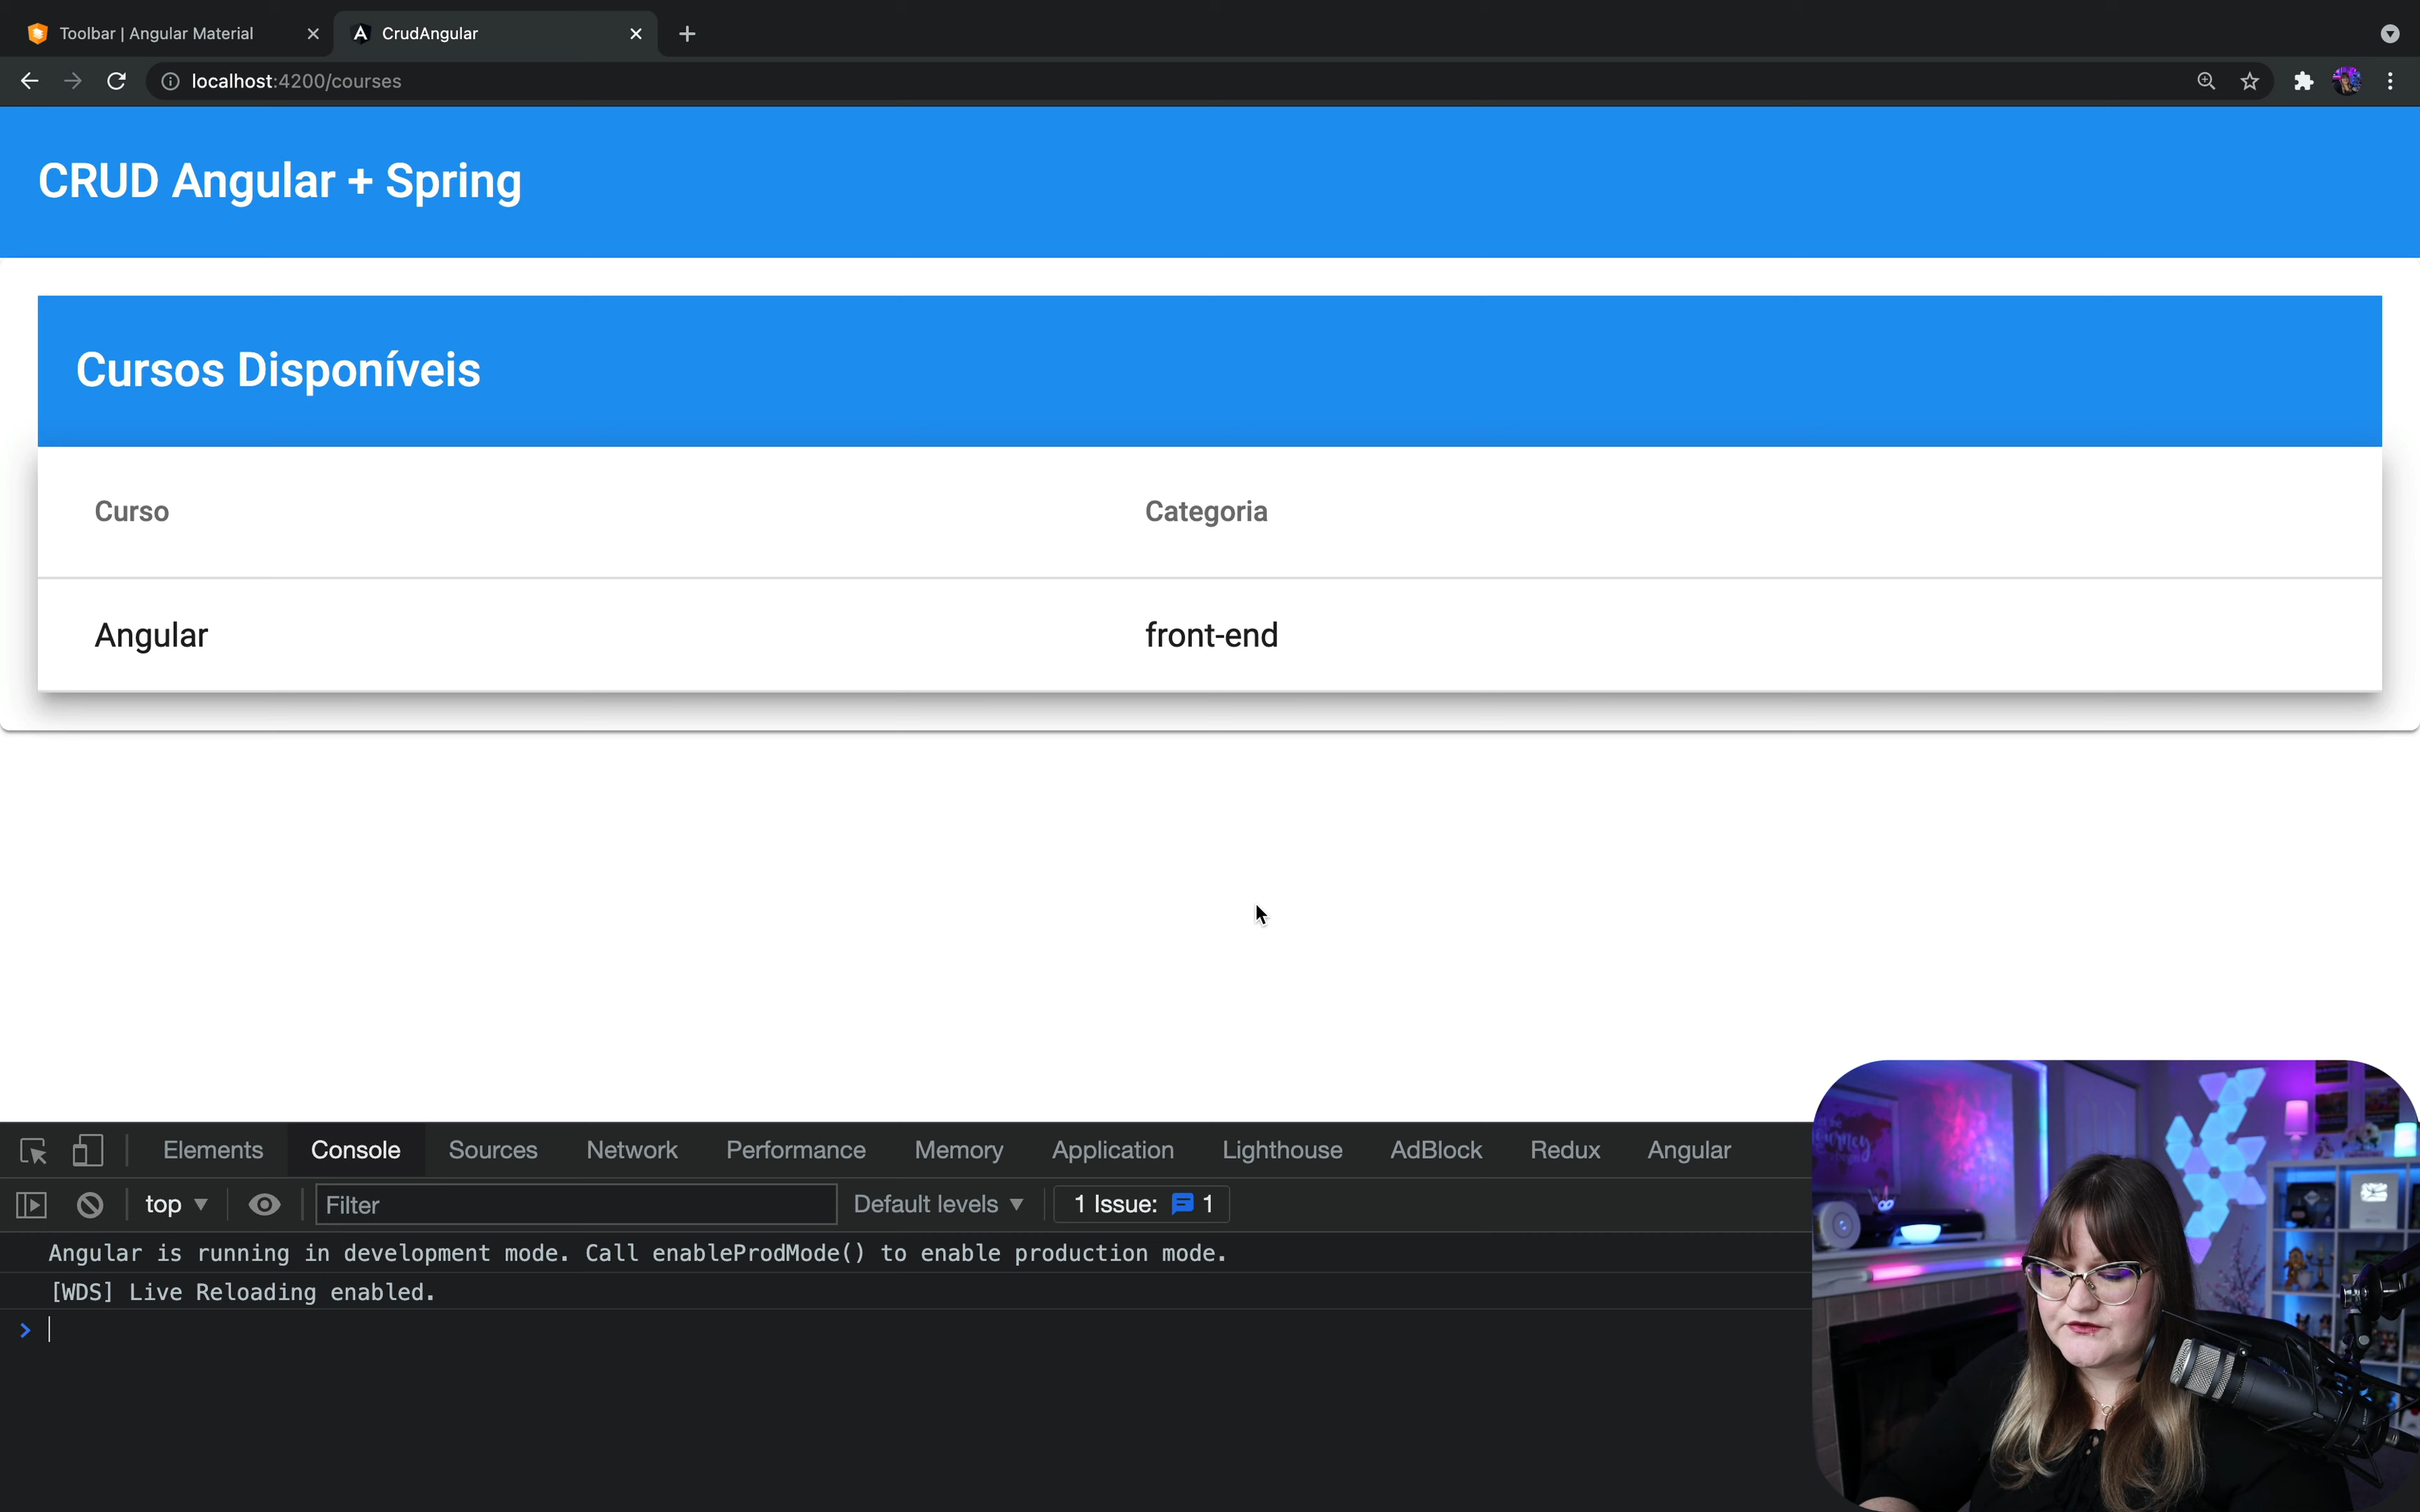 Toolbar | Angular Material
CrudAngular
localhost:4200/courses
CRUD Angular + Spring
Cursos Disponíveis
Curso Categoria
Angular front-end
Elements Console Sources Network Performance Memory Application Lighthouse AdBlock Redux Angular
top Filter Default levels 1 Issue: 1
Angular is running in development mode. Call enableProdMode() to enable production mode.
[WDS] Live Reloading enabled.